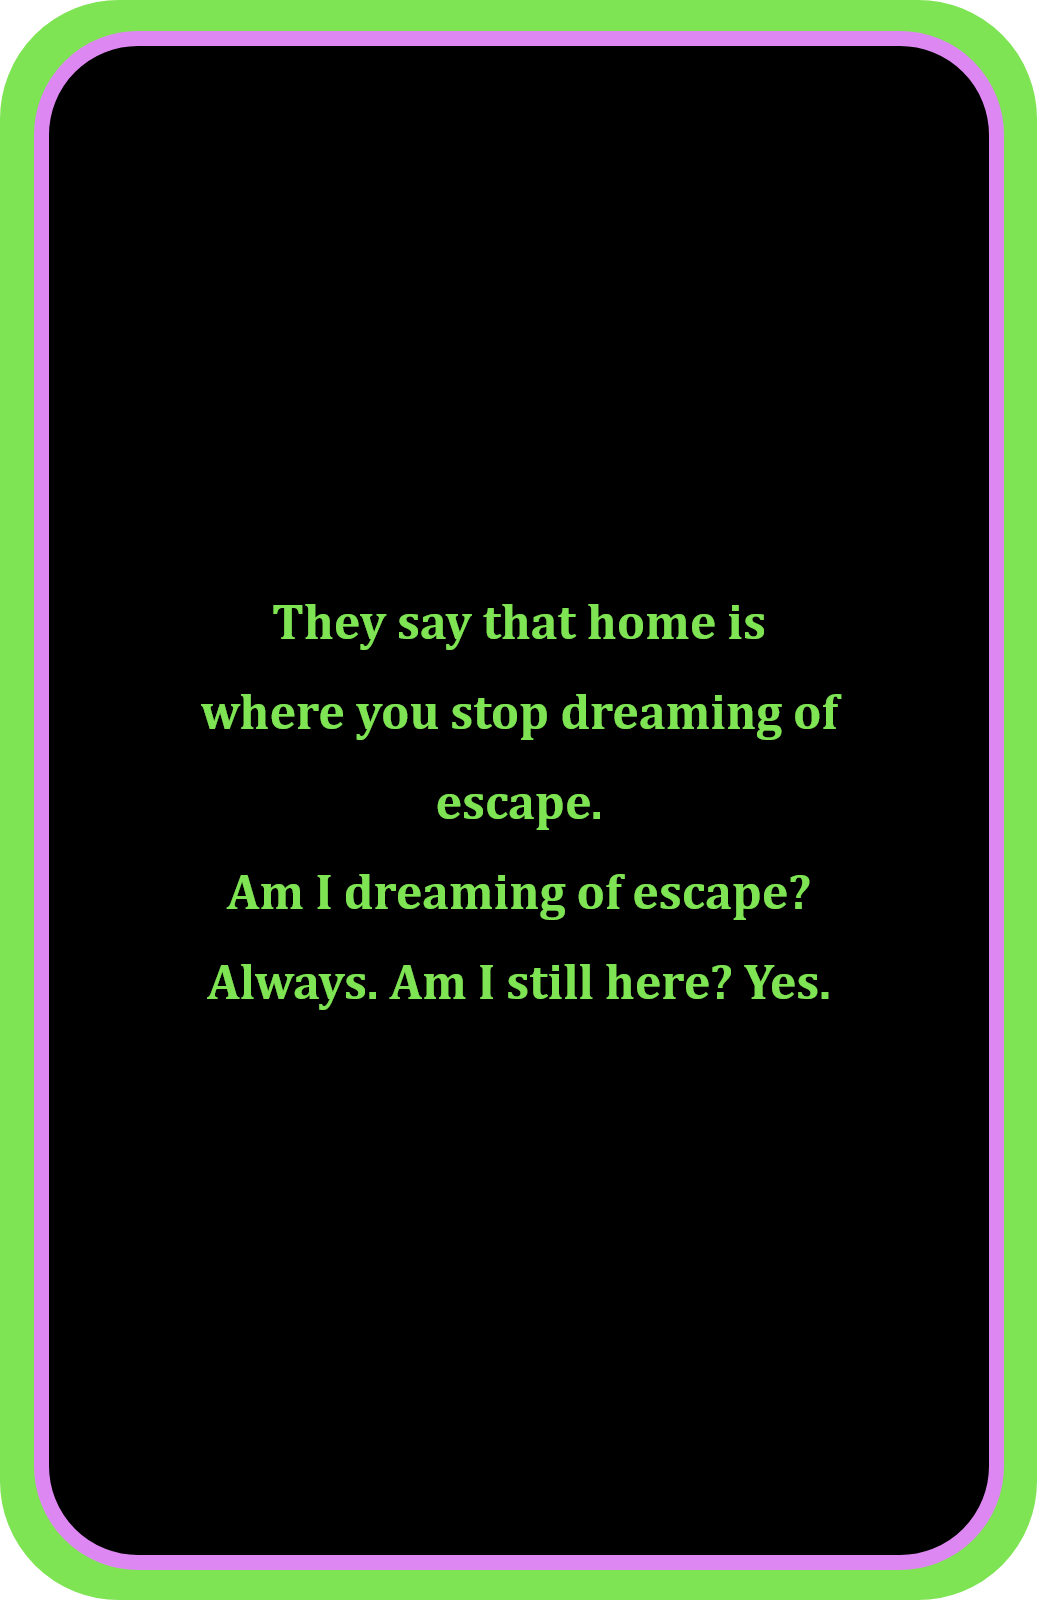 They say that home is
where you stop dreaming of
escape.
Am I dreaming of escape?
Always. Am I still here? Yes.